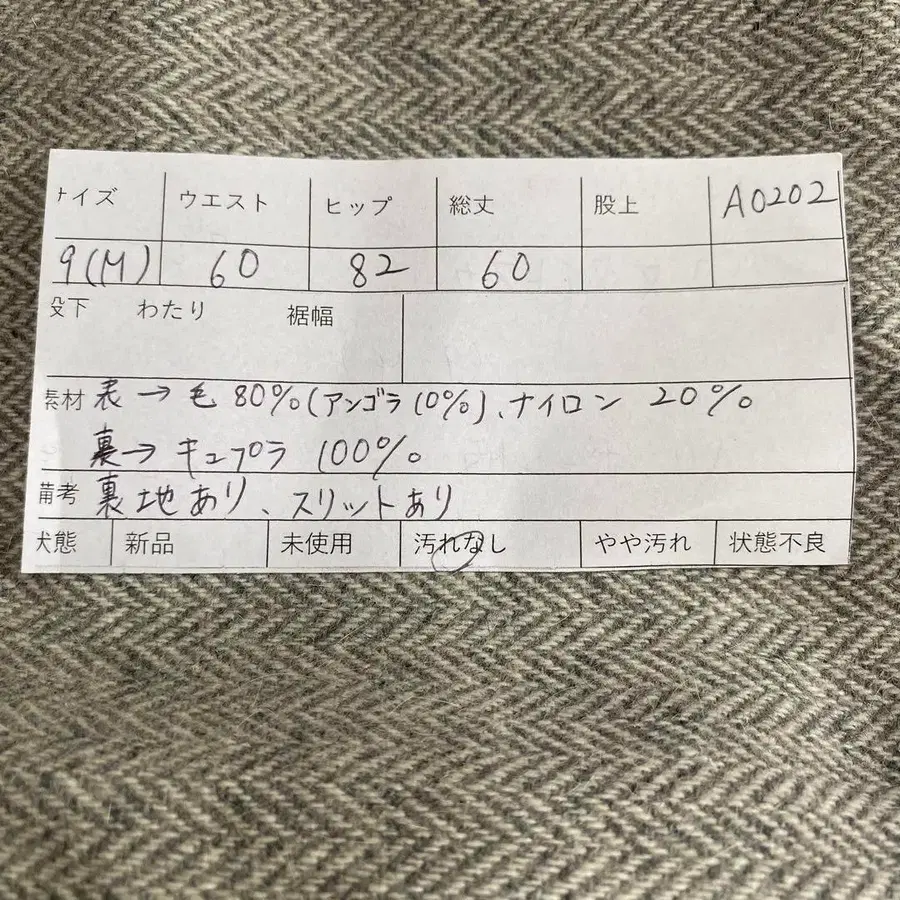 イズ ウエスト ヒップ 総丈 股上 A0202
9(M) 60 82 60
股下 わたり 裾幅
素材 表→毛80%(アンゴラ10%)、ナイロン 20%
裏→キュプラ 100%
備考 裏地あり、スリットあり
状態 新品 未使用 汚れなし やや汚れ 状態不良